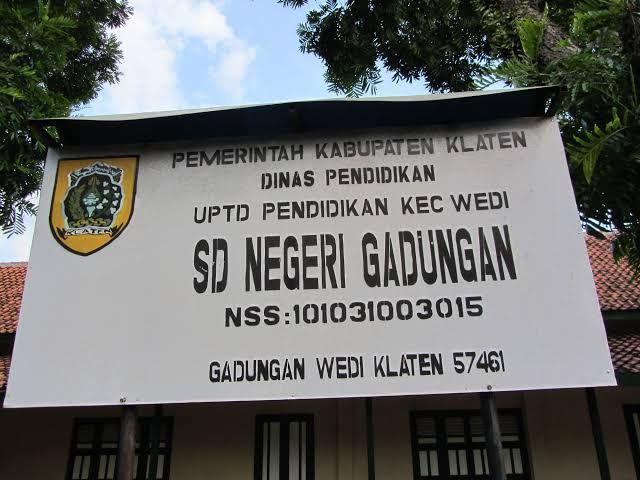 PEMERINTAH KABUPATEN KLATEN
DINAS PENDIDIKAN
UPTD PENDIDIKAN KEC WEDI
SD NEGERI GADUNGAN
NSS:101031003015
GADUNGAN WEDI KLATEN 57461
KLATEN